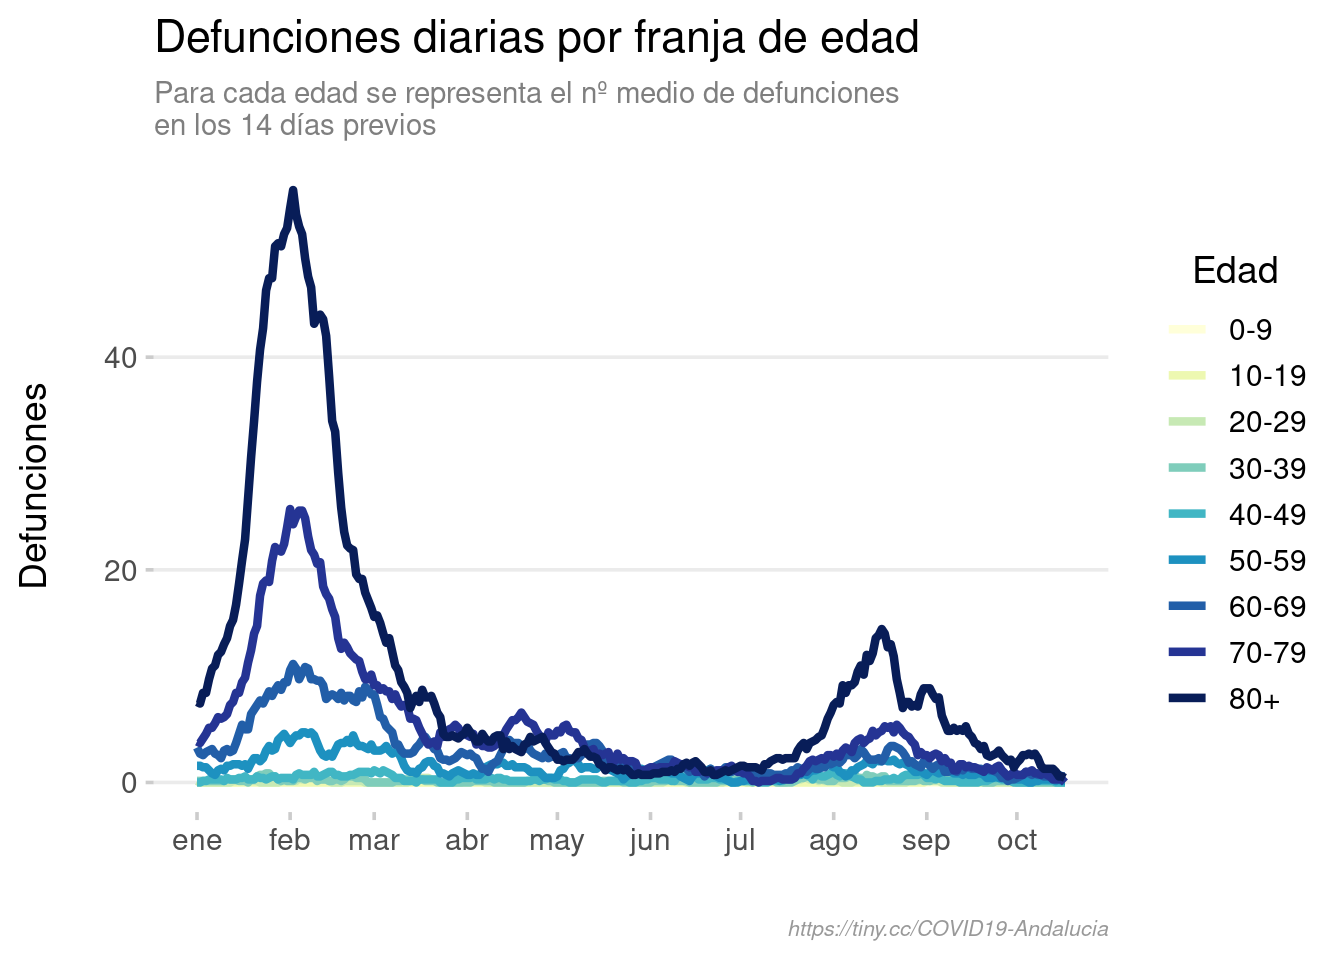 Defunciones diarias por franja de edad
Para cada edad se representa el nº medio de defunciones
en los 14 días previos
Defunciones
40
20
0
ene feb mar abr may jun jul ago sep oct
Edad
0-9
10-19
20-29
30-39
40-49
50-59
60-69
70-79
80+
https://tiny.cc/COVID19-Andalucia